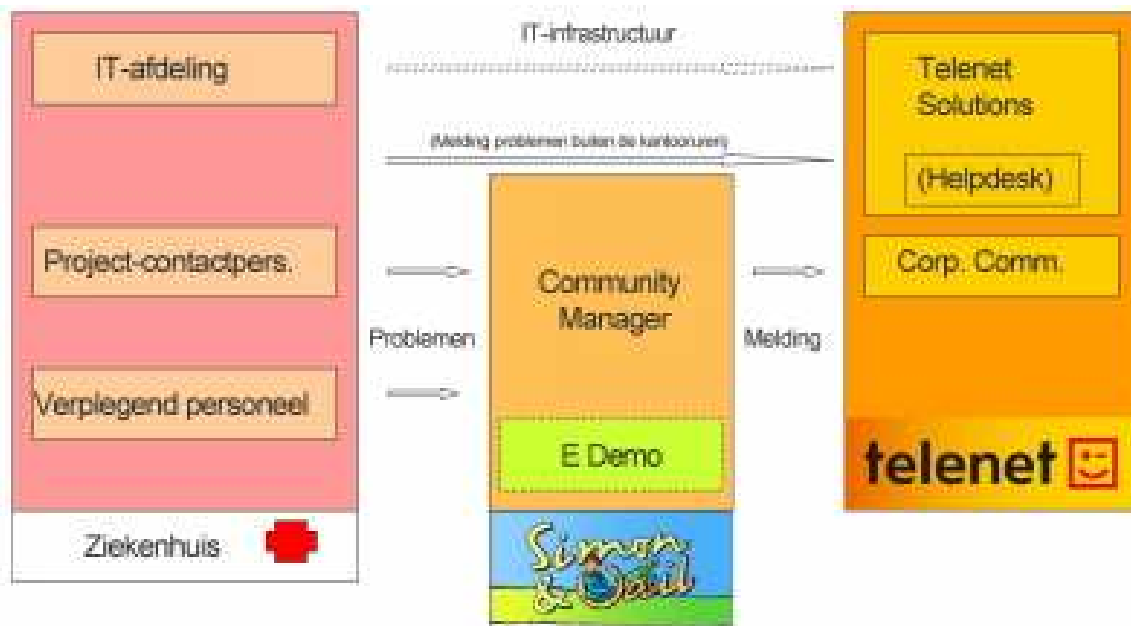 IT-afdeling
Project-contactpers.
Verplegend personeel
Ziekenhuis
IT-infrastructuur
(Melding problemen buiten de kantooruren)
Problemen
Community
Manager
E Demo
Simon
& Odil
Melding
Telenet
Solutions
(Helpdesk)
Corp. Comm.
telenet